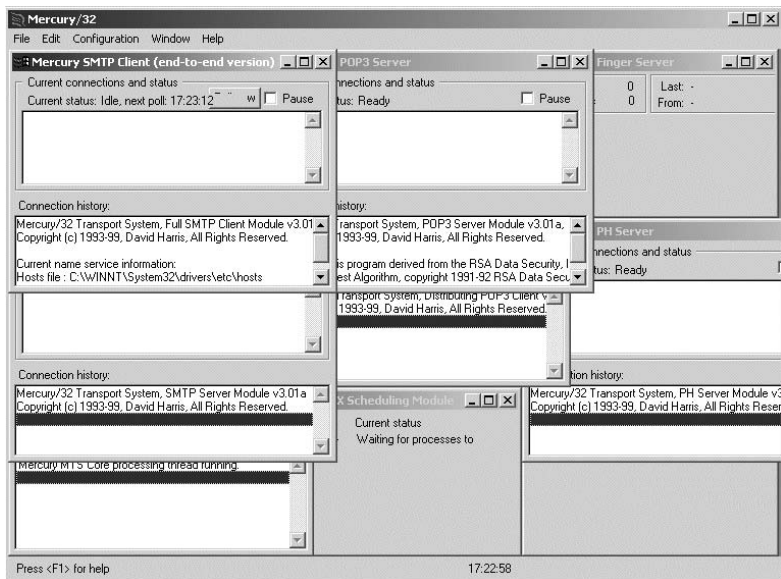 Mercury/32
File Edit Configuration Window Help
Mercury SMTP Client (end-to-end version)
Current connections and status
Current status: Idle, next poll: 17:23:12
w
Pause
Connection history:
Mercury/32 Transport System, Full SMTP Client Module v3.01
Copyright (c) 1993-99, David Harris, All Rights Reserved.
Current name service information:
Hosts file : C:\WINNT\System32\drivers\etc\hosts
POP3 Server
nnections and status
tus: Ready
Pause
history:
Transport System, POP3 Server Module v3.01a,
1993-99, David Harris, All Rights Reserved.
is program derived from the RSA Data Security, I
est Algorithm, copyright 1991-92 RSA Data Secu
Finger Server
0 Last: -
: 0 From: -
PH Server
nnections and status
tus: Ready
Transport System, Distributing POP3 Client v
1993-99, David Harris, All Rights Reserved.
Connection history:
Mercury/32 Transport System, SMTP Server Module v3.01a
Copyright (c) 1993-99, David Harris, All Rights Reserved.
X Scheduling Module
Current status
Waiting for processes to
tion history:
Mercury/32 Transport System, PH Server Module v3
Copyright (c) 1993-99, David Harris, All Rights Reser
Mercury MTS Core processing thread running.
Press <F1> for help 17:22:58